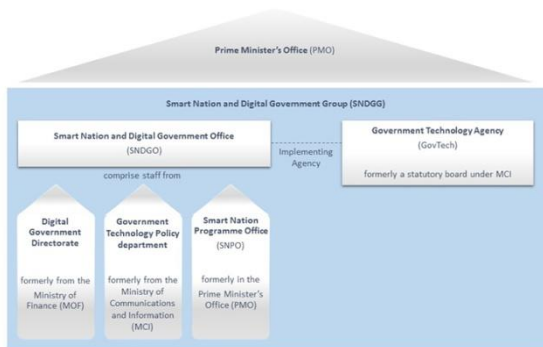 Prime Minister's Office (PMO)
Smart Nation and Digital Government Group (SNDGG)
Smart Nation and Digital Government Office
(SNDGO)
Implementing
Agency
Government Technology Agency
(GovTech)
formerly a statutory board under MCI
comprise staff from
Digital
Government
Directorate
formerly from the
Ministry of
Finance (MOF)
Government
Technology Policy
department
formerly from the
Ministry of
Communications
and Information
(MCI)
Smart Nation
Programme Office
(SNPO)
formerly in the
Prime Minister's
Office (PMO)